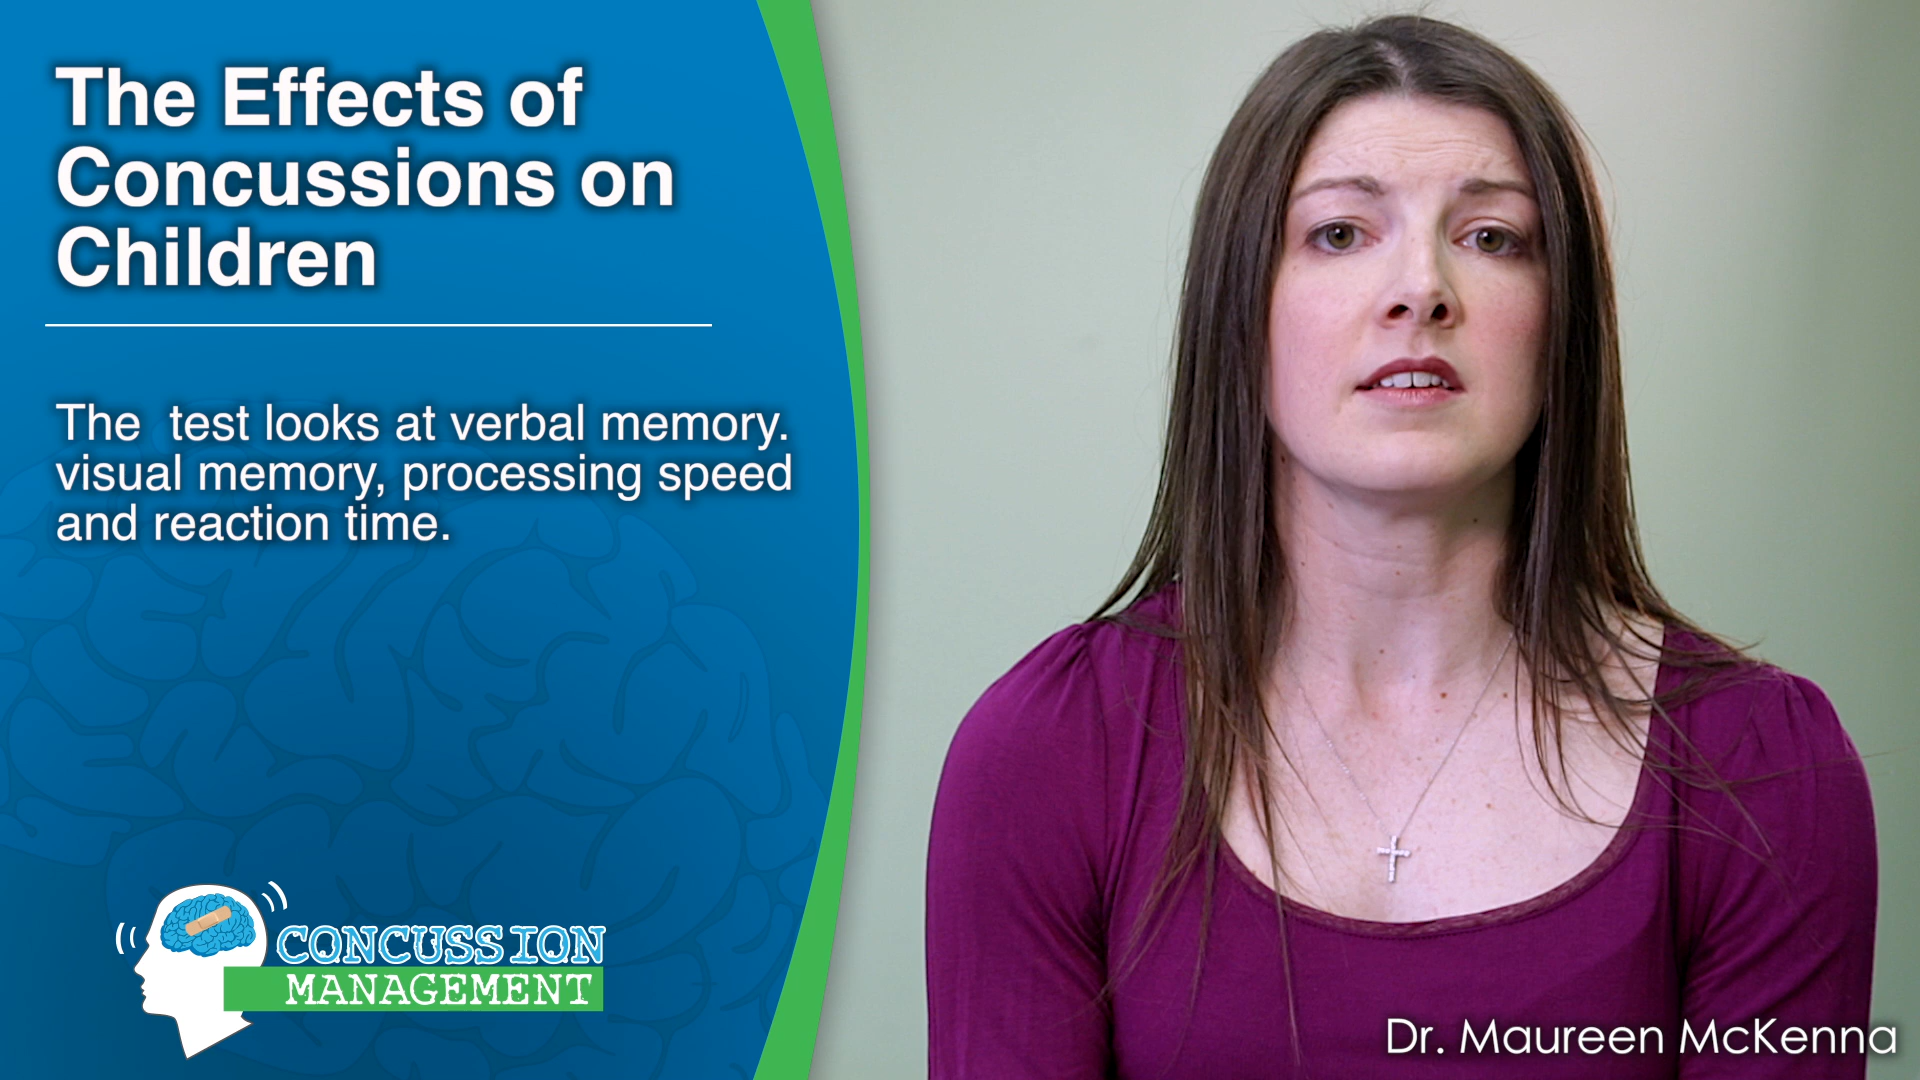 The Effects of
Concussions on
Children
The  test looks at verbal memory.
visual memory, processing speed
and reaction time.
CONCUSSION
MANAGEMENT
Dr. Maureen McKenna